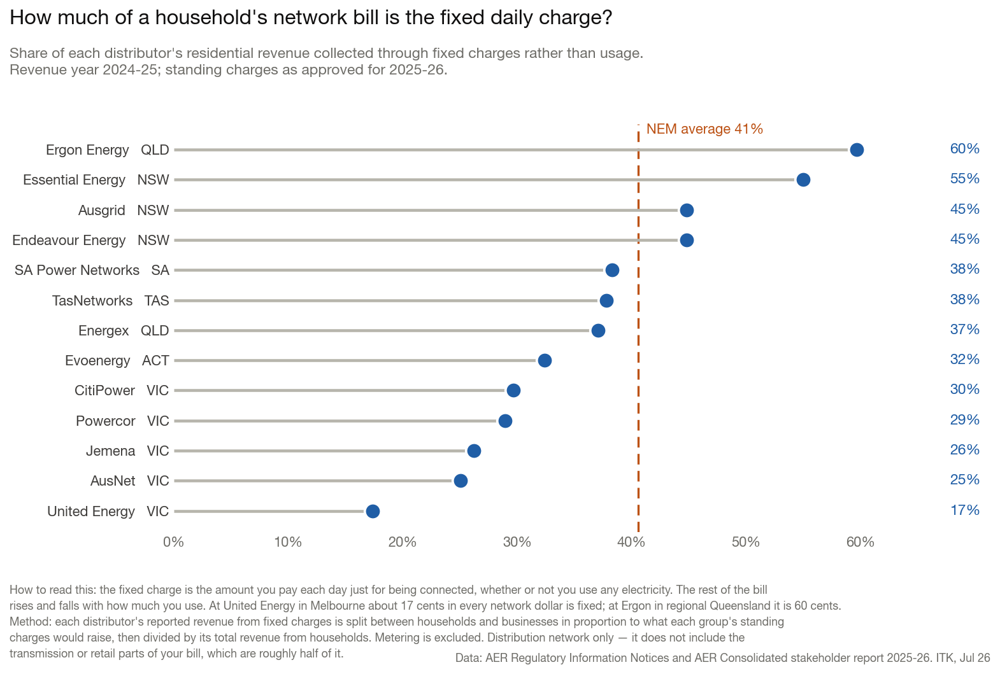 How much of a household's network bill is the fixed daily charge?
Share of each distributor's residential revenue collected through fixed charges rather than usage.
Revenue year 2024-25; standing charges as approved for 2025-26.
NEM average 41%
Ergon Energy QLD 60%
Essential Energy NSW 55%
Ausgrid NSW 45%
Endeavour Energy NSW 45%
SA Power Networks SA 38%
TasNetworks TAS 38%
Energex QLD 37%
Evoenergy ACT 32%
CitiPower VIC 30%
Powercor VIC 29%
Jemena VIC 26%
AusNet VIC 25%
United Energy VIC 17%
0% 10% 20% 30% 40% 50% 60%
How to read this: the fixed charge is the amount you pay each day just for being connected, whether or not you use any electricity. The rest of the bill
rises and falls with how much you use. At United Energy in Melbourne about 17 cents in every network dollar is fixed; at Ergon in regional Queensland it is 60 cents.
Method: each distributor's reported revenue from fixed charges is split between households and businesses in proportion to what each group's standing
charges would raise, then divided by its total revenue from households. Metering is excluded. Distribution network only — it does not include the
transmission or retail parts of your bill, which are roughly half of it.
Data: AER Regulatory Information Notices and AER Consolidated stakeholder report 2025-26. ITK, Jul 26